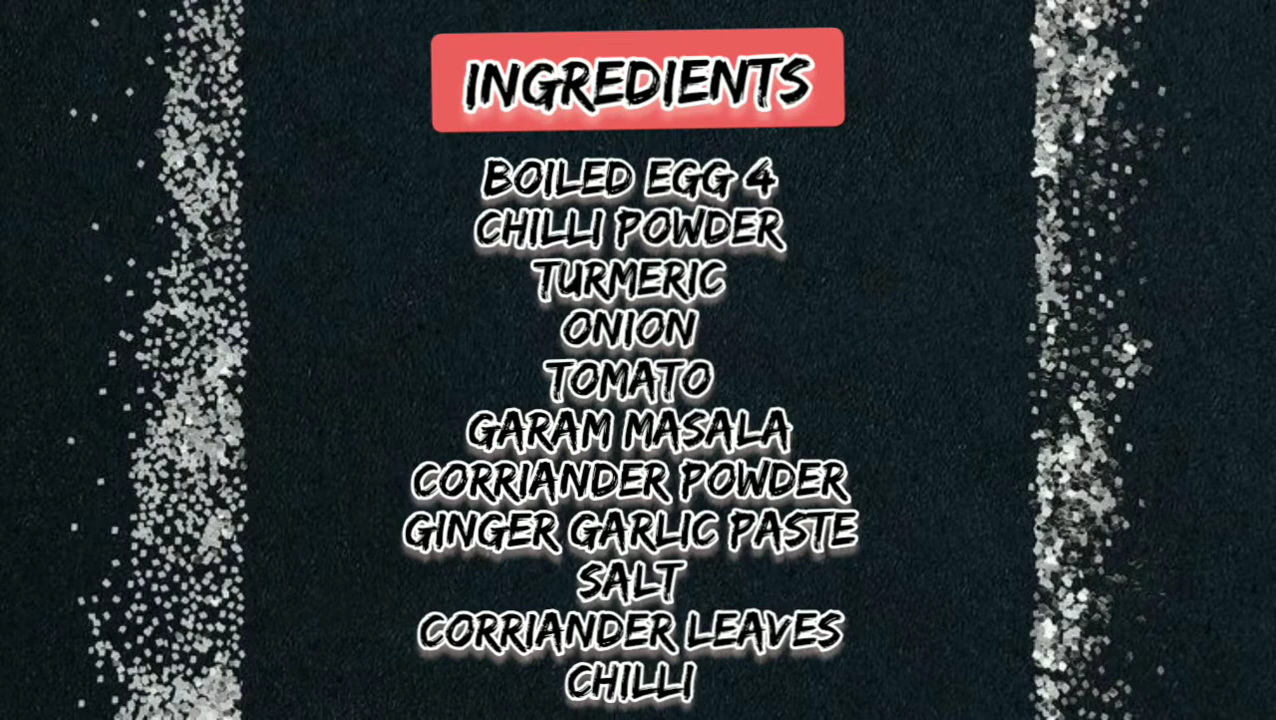 INGREDIENTS
BOILED EGG 4
CHILLI POWDER
TURMERIC
ONION
TOMATO
GARAM MASALA
CORRIANDER POWDER
GINGER GARLIC PASTE
SALT
CORRIANDER LEAVES
CHILLI